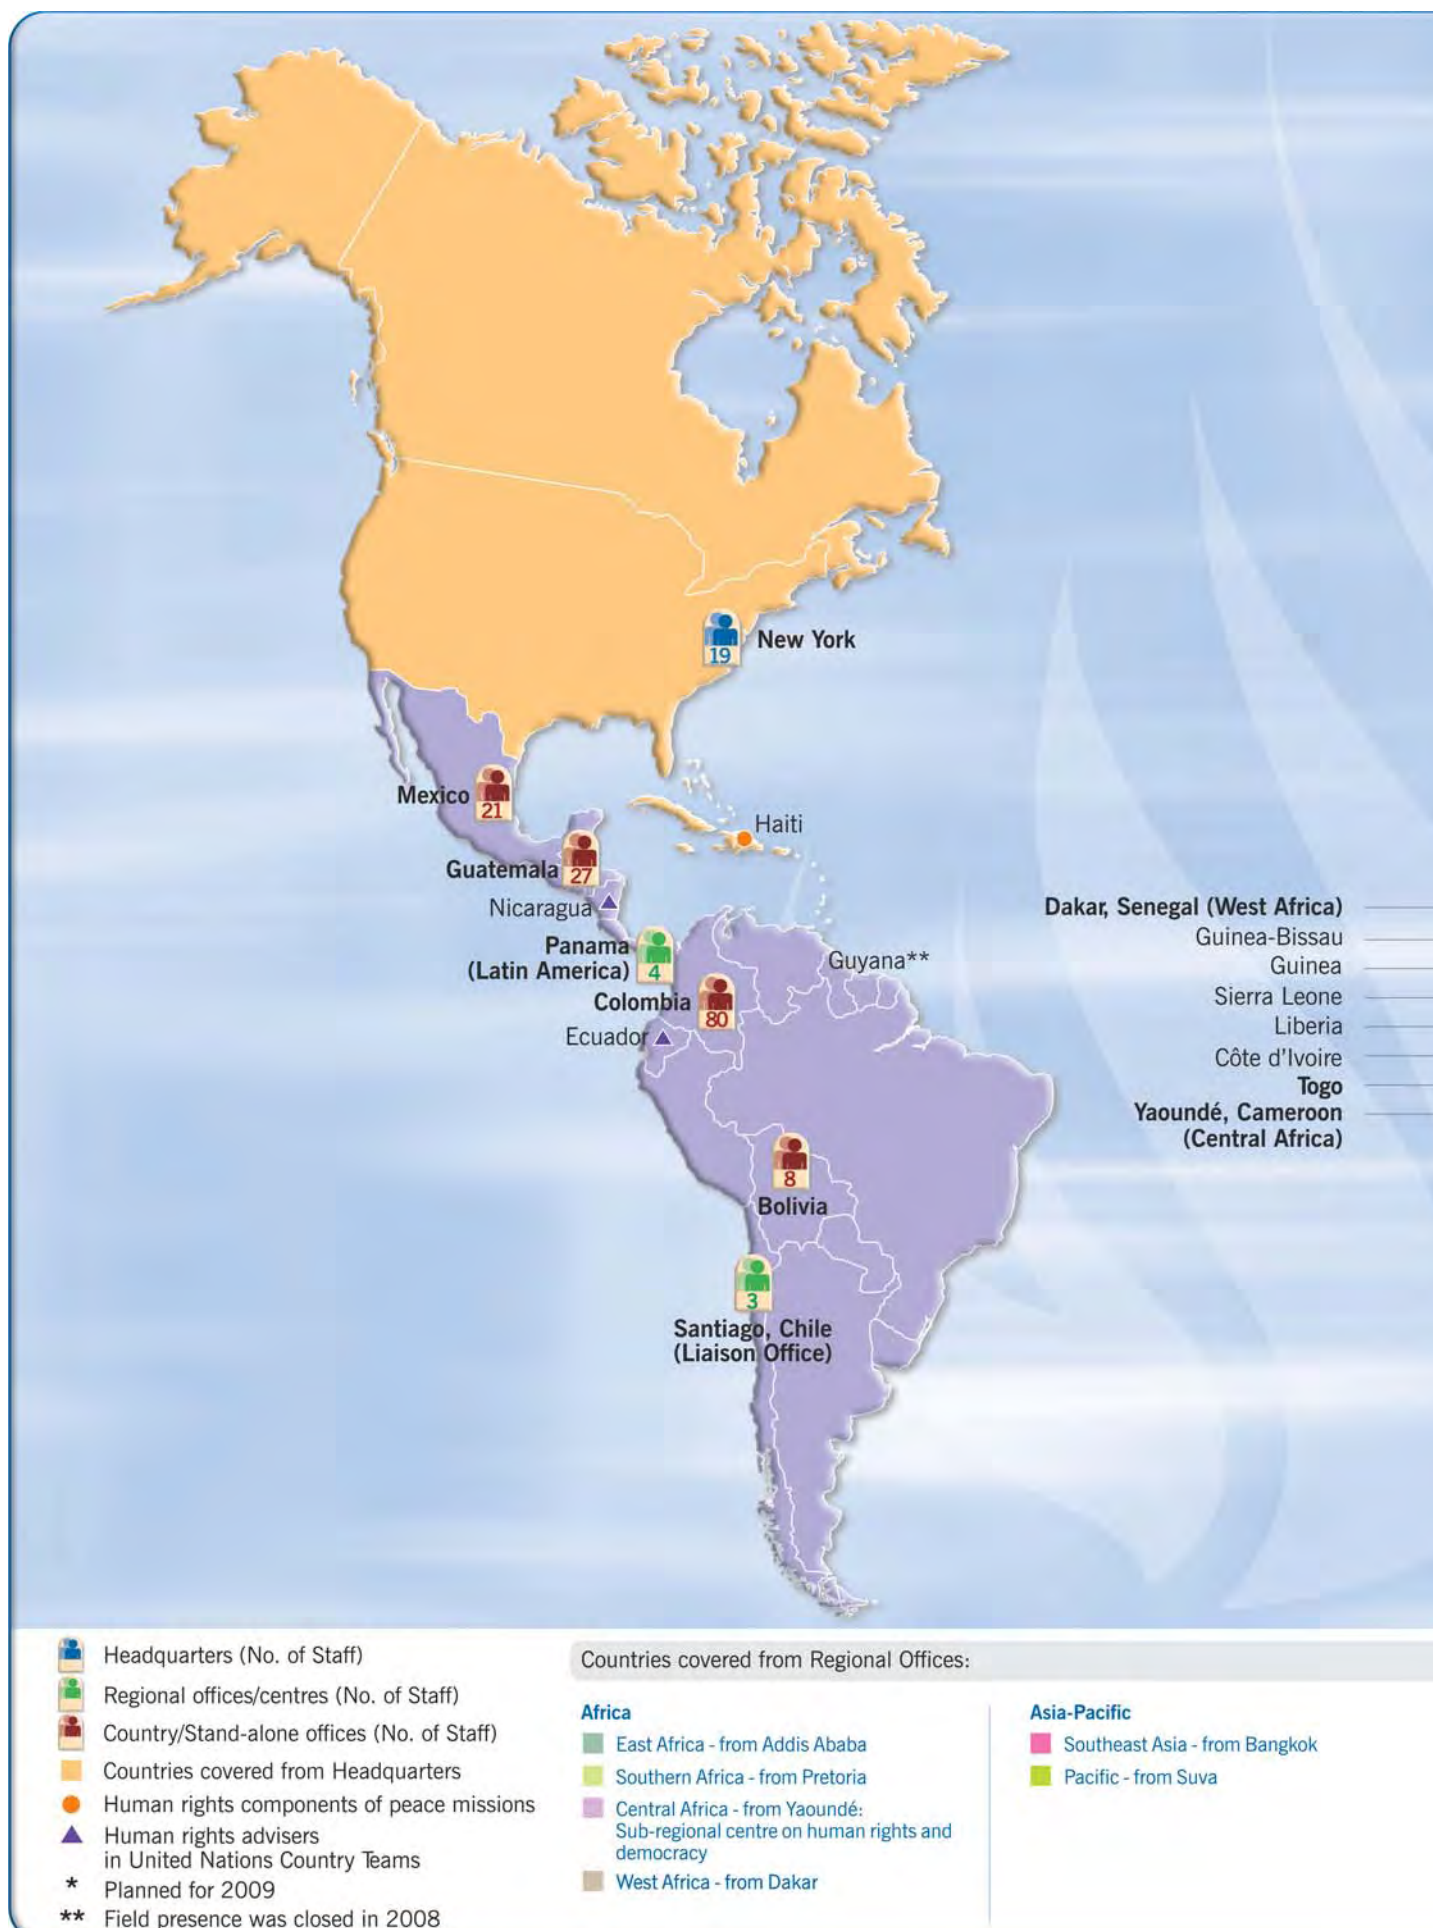 New York
19
Mexico
21
Haiti
Guatemala
27
Nicaragua
Panama
(Latin America)
4
Guyana**
Colombia
80
Ecuador
8
Bolivia
3
Santiago, Chile
(Liaison Office)
Dakar, Senegal (West Africa)
Guinea-Bissau
Guinea
Sierra Leone
Liberia
Côte d'Ivoire
Togo
Yaoundé, Cameroon
(Central Africa)
Headquarters (No. of Staff)
Regional offices/centres (No. of Staff)
Country/Stand-alone offices (No. of Staff)
Countries covered from Headquarters
Human rights components of peace missions
Human rights advisers
in United Nations Country Teams
* Planned for 2009
** Field presence was closed in 2008
Countries covered from Regional Offices:
Africa
East Africa - from Addis Ababa
Southern Africa - from Pretoria
Central Africa - from Yaoundé:
Sub-regional centre on human rights and
democracy
West Africa - from Dakar
Asia-Pacific
Southeast Asia - from Bangkok
Pacific - from Suva